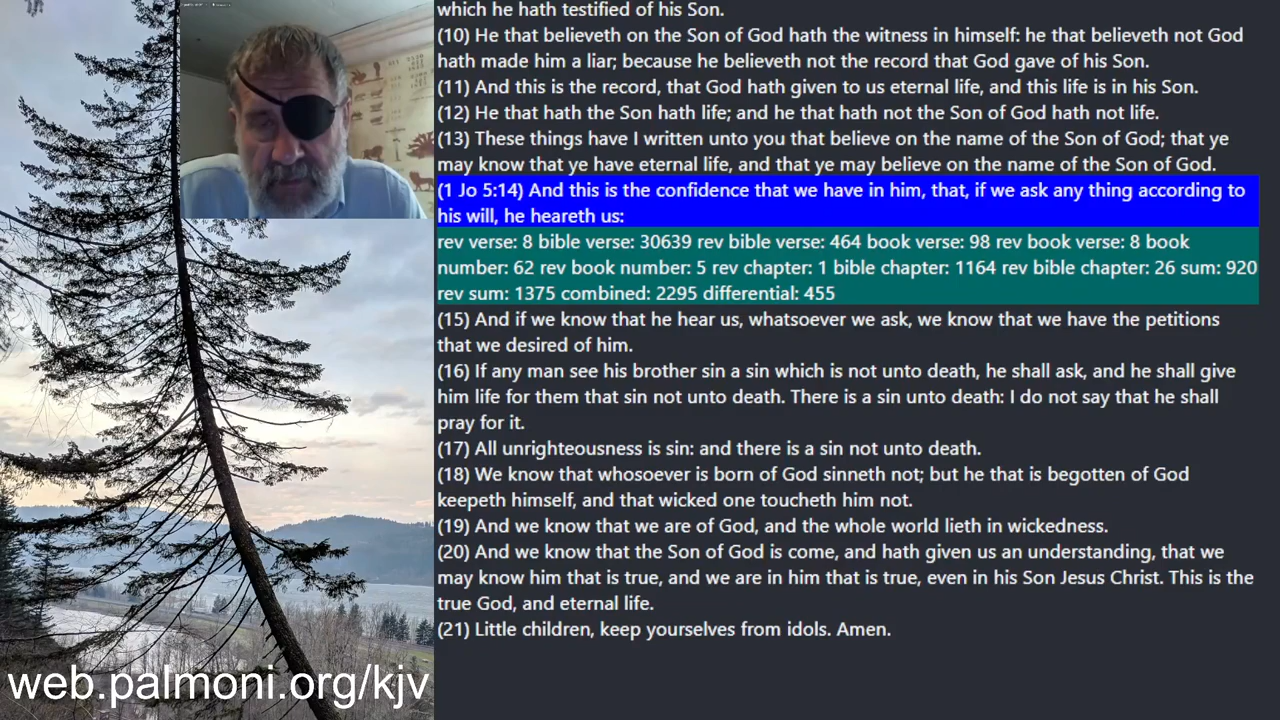 which he hath testified of his Son.
(10) He that believeth on the Son of God hath the witness in himself: he that believeth not God
hath made him a liar; because he believeth not the record that God gave of his Son.
(11) And this is the record, that God hath given to us eternal life, and this life is in his Son.
(12) He that hath the Son hath life; and he that hath not the Son of God hath not life.
(13) These things have I written unto you that believe on the name of the Son of God; that ye
may know that ye have eternal life, and that ye may believe on the name of the Son of God.
(1 Jo 5:14) And this is the confidence that we have in him, that, if we ask any thing according to
his will, he heareth us:
rev verse: 8 bible verse: 30639 rev bible verse: 464 book verse: 98 rev book verse: 8 book
number: 62 rev book number: 5 rev chapter: 1 bible chapter: 1164 rev bible chapter: 26 sum: 920
rev sum: 1375 combined: 2295 differential: 455
(15) And if we know that he hear us, whatsoever we ask, we know that we have the petitions
that we desired of him.
(16) If any man see his brother sin a sin which is not unto death, he shall ask, and he shall give
him life for them that sin not unto death. There is a sin unto death: I do not say that he shall
pray for it.
(17) All unrighteousness is sin: and there is a sin not unto death.
(18) We know that whosoever is born of God sinneth not; but he that is begotten of God
keepeth himself, and that wicked one toucheth him not.
(19) And we know that we are of God, and the whole world lieth in wickedness.
(20) And we know that the Son of God is come, and hath given us an understanding, that we
may know him that is true, and we are in him that is true, even in his Son Jesus Christ. This is the
true God, and eternal life.
(21) Little children, keep yourselves from idols. Amen.
web.palmoni.org/kjv